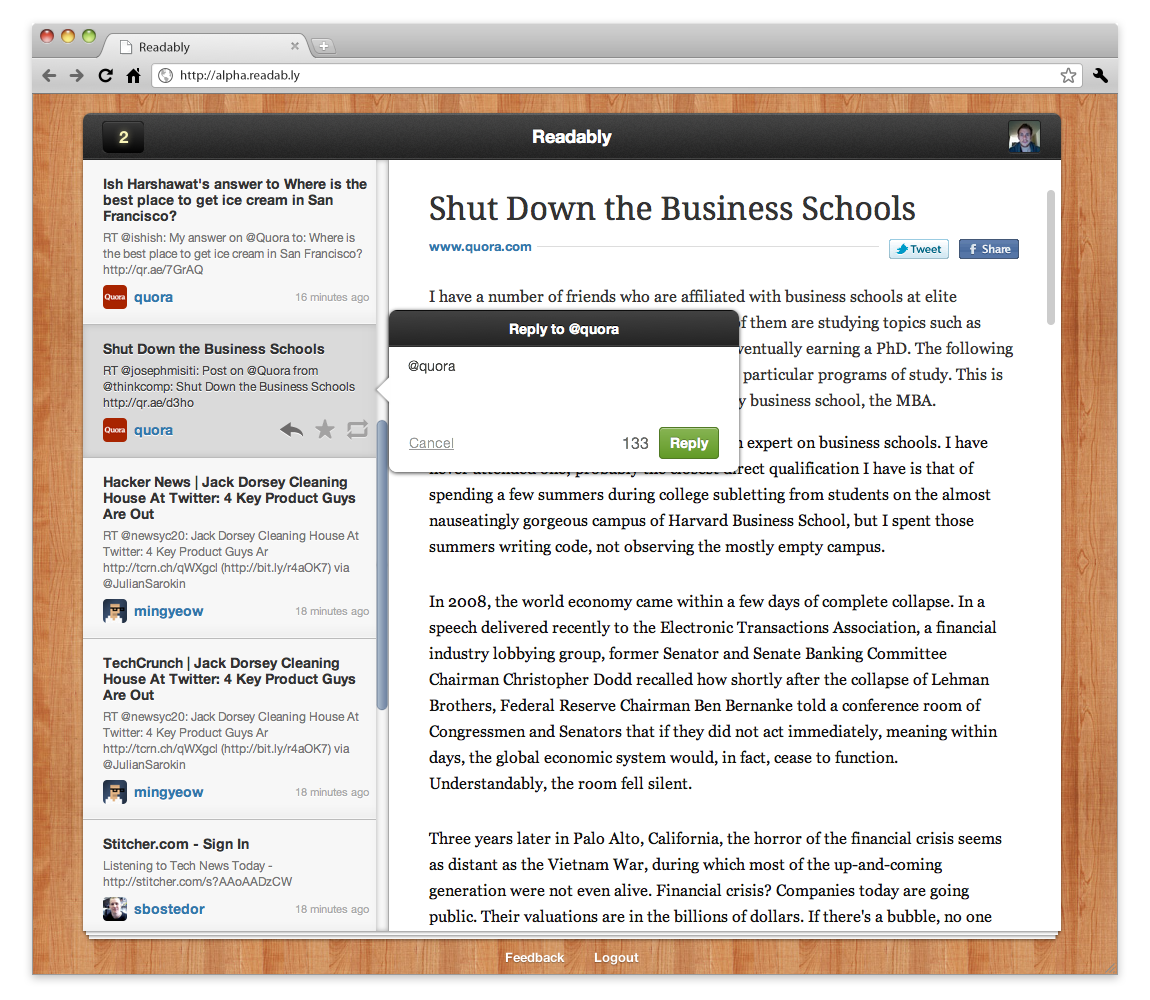 Readably
http://alpha.readab.ly
2
Readably
Ish Harshawat's answer to Where is the
best place to get ice cream in San
Francisco?
RT @ishish: My answer on @Quora to: Where is
the best place to get ice cream in San Francisco?
http://qr.ae/7GrAQ
Quora
quora
16 minutes ago
Shut Down the Business Schools
RT @josephmisiti: Post on @Quora from
@thinkcomp: Shut Down the Business Schools
http://qr.ae/d3ho
Quora
quora
Hacker News | Jack Dorsey Cleaning
House At Twitter: 4 Key Product Guys
Are Out
RT @newsyc20: Jack Dorsey Cleaning House At
Twitter: 4 Key Product Guys Ar
http://tcrn.ch/qWXgcl (http://bit.ly/r4aOK7) via
@JulianSarokin
mingyeow
18 minutes ago
TechCrunch | Jack Dorsey Cleaning
House At Twitter: 4 Key Product Guys
Are Out
RT @newsyc20: Jack Dorsey Cleaning House At
Twitter: 4 Key Product Guys Ar
http://tcrn.ch/qWXgcl (http://bit.ly/r4aOK7) via
@JulianSarokin
mingyeow
18 minutes ago
Stitcher.com - Sign In
Listening to Tech News Today -
http://stitcher.com/s?AAoAADzCW
sbostedor
18 minutes ago
Shut Down the Business Schools
www.quora.com
Tweet
f Share
I have a number of friends who are affiliated with business schools at elite
of them are studying topics such as
eventually earning a PhD. The following
particular programs of study. This is
business school, the MBA.
Reply to @quora
@quora
Cancel
133
Reply
expert on business schools. I have
never attended one, probably the closest direct qualification I have is that of
spending a few summers during college subletting from students on the almost
nauseatingly gorgeous campus of Harvard Business School, but I spent those
summers writing code, not observing the mostly empty campus.
In 2008, the world economy came within a few days of complete collapse. In a
speech delivered recently to the Electronic Transactions Association, a financial
industry lobbying group, former Senator and Senate Banking Committee
Chairman Christopher Dodd recalled how shortly after the collapse of Lehman
Brothers, Federal Reserve Chairman Ben Bernanke told a conference room of
Congressmen and Senators that if they did not act immediately, meaning within
days, the global economic system would, in fact, cease to function.
Understandably, the room fell silent.
Three years later in Palo Alto, California, the horror of the financial crisis seems
as distant as the Vietnam War, during which most of the up-and-coming
generation were not even alive. Financial crisis? Companies today are going
public. Their valuations are in the billions of dollars. If there's a bubble, no one
Feedback
Logout